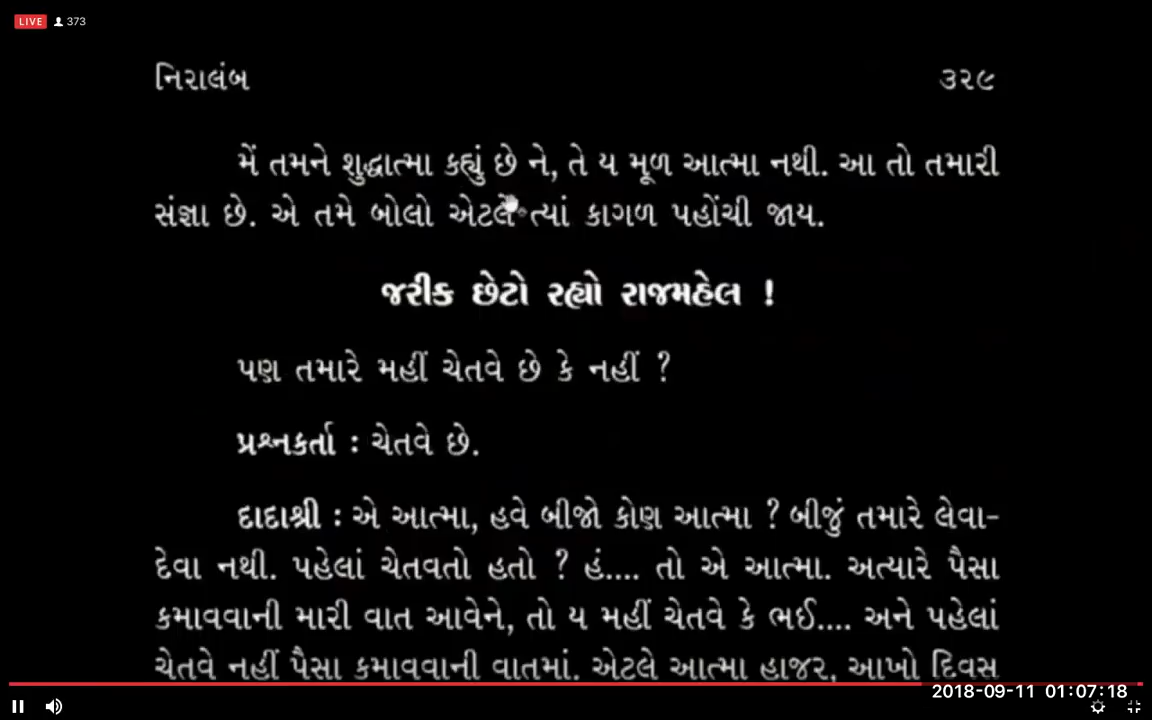 LIVE 373
નિરાલંબ ૩૨૯
મેં તમને શુદ્ધાત્મા કહ્યું છે ને, તે ય મૂળ આત્મા નથી. આ તો તમારી
સંજ્ઞા છે. એ તમે બોલો એટલે ત્યાં કાગળ પહોંચી જાય.
જરીક છેટો રહ્યો રાજમહેલ !
પણ તમારે મહીં ચેતવે છે કે નહીં ?
પ્રશ્નકર્તા : ચેતવે છે.
દાદાશ્રી : એ આત્મા, હવે બીજો કોણ આત્મા ? બીજું તમારે લેવા-
દેવા નથી. પહેલાં ચેતવતો હતો ? હં.... તો એ આત્મા. અત્યારે પૈસા
કમાવવાની મારી વાત આવેને, તો ય મહીં ચેતવે કે ભઈ.... અને પહેલાં
ચેતવે નહીં પૈસા કમાવવાની વાતમાં. એટલે આત્મા હાજર, આખો દિવસ
2018-09-11 01:07:18